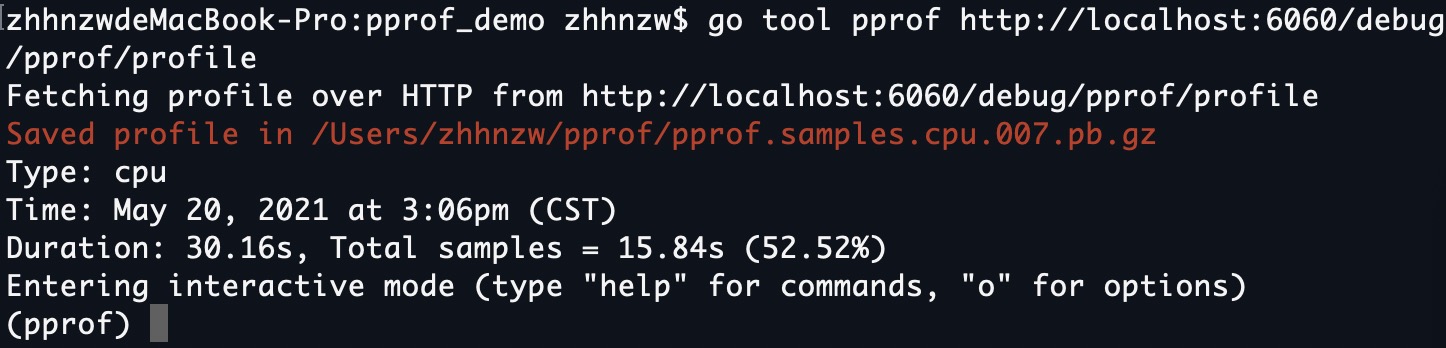 zhhnzwdeMacBook-Pro:pprof_demo zhhnzw$ go tool pprof http://localhost:6060/debug
/pprof/profile
Fetching profile over HTTP from http://localhost:6060/debug/pprof/profile
Saved profile in /Users/zhhnzw/pprof/pprof.samples.cpu.007.pb.gz
Type: cpu
Time: May 20, 2021 at 3:06pm (CST)
Duration: 30.16s, Total samples = 15.84s (52.52%)
Entering interactive mode (type "help" for commands, "o" for options)
(pprof)